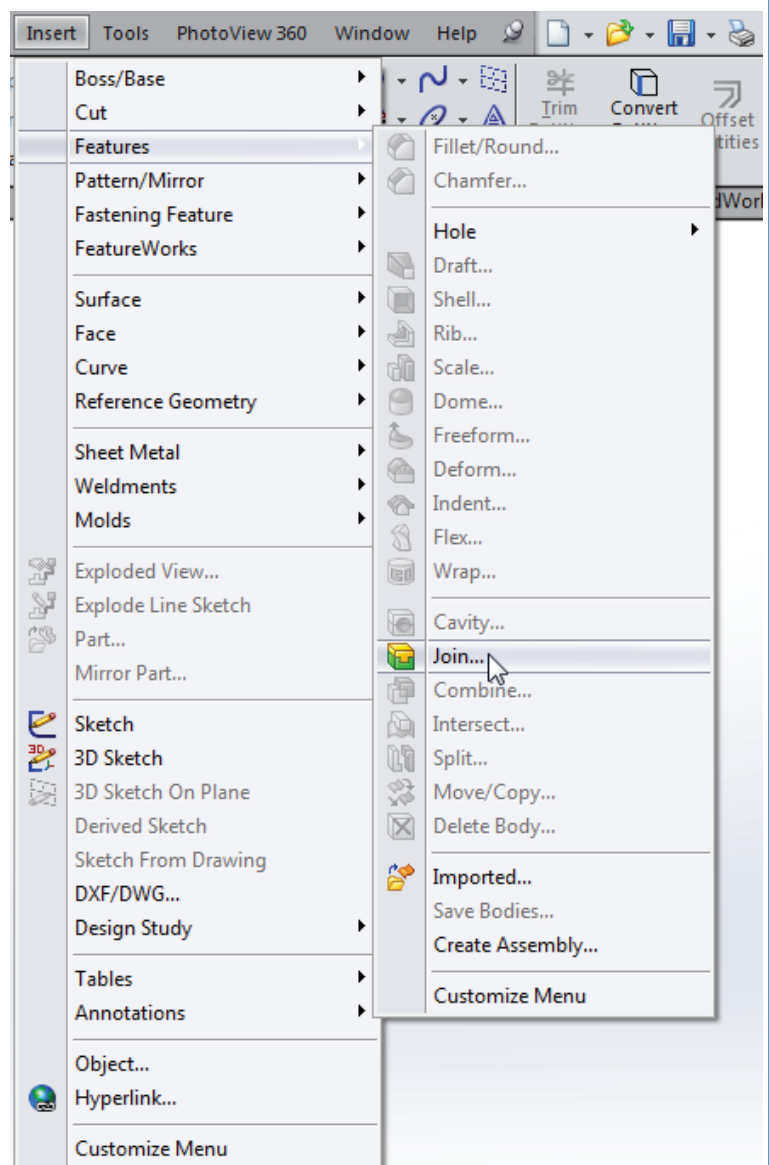 Insert Tools PhotoView 360 Window Help
Trim
Convert
Offset
tities
dWor
Boss/Base
Cut
Features
Pattern/Mirror
Fastening Feature
FeatureWorks
Surface
Face
Curve
Reference Geometry
Sheet Metal
Weldments
Molds
Exploded View...
Explode Line Sketch
Part...
Mirror Part...
Sketch
3D Sketch
3D Sketch On Plane
Derived Sketch
Sketch From Drawing
DXF/DWG...
Design Study
Tables
Annotations
Object...
Hyperlink...
Customize Menu
Fillet/Round...
Chamfer...
Hole
Draft...
Shell...
Rib...
Scale...
Dome...
Freeform...
Deform...
Indent...
Flex...
Wrap...
Cavity...
Join...
Combine...
Intersect...
Split...
Move/Copy...
Delete Body...
Imported...
Save Bodies...
Create Assembly...
Customize Menu